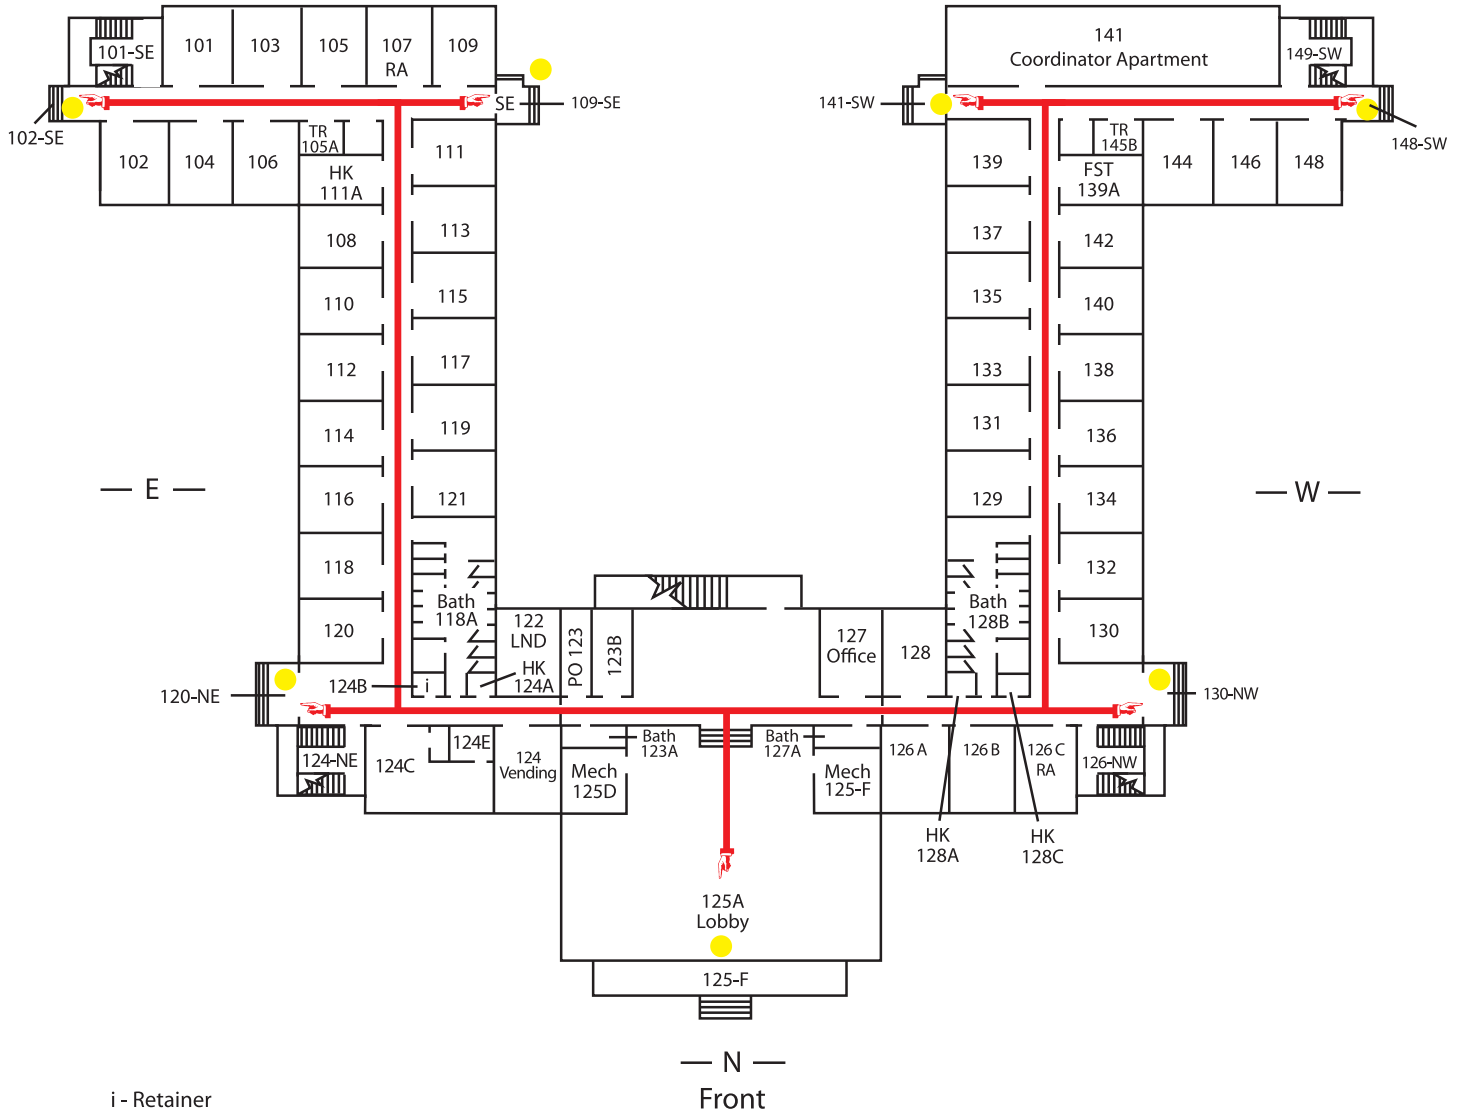 101-SE
101
103
105
107
RA
109
141
Coordinator Apartment
149-SW
102-SE
SE
109-SE
141-SW
148-SW
102
104
106
TR
105A
HK
111A
111
139
TR
145B
FST
139A
144
146
148
108
113
137
142
110
115
135
140
112
117
133
138
114
119
131
136
— E —
116
121
129
134
— W —
118
Bath
118A
Bath
128B
132
120
122
LND
PO 123
123B
127
Office
128
130
HK
124A
124B
i
120-NE
130-NW
124-NE
124C
124E
124
Vending
Bath
123A
Bath
127A
126 A
126 B
126 C
RA
126-NW
Mech
125D
Mech
125-F
HK
128A
HK
128C
125A
Lobby
125-F
— N —
Front
i - Retainer